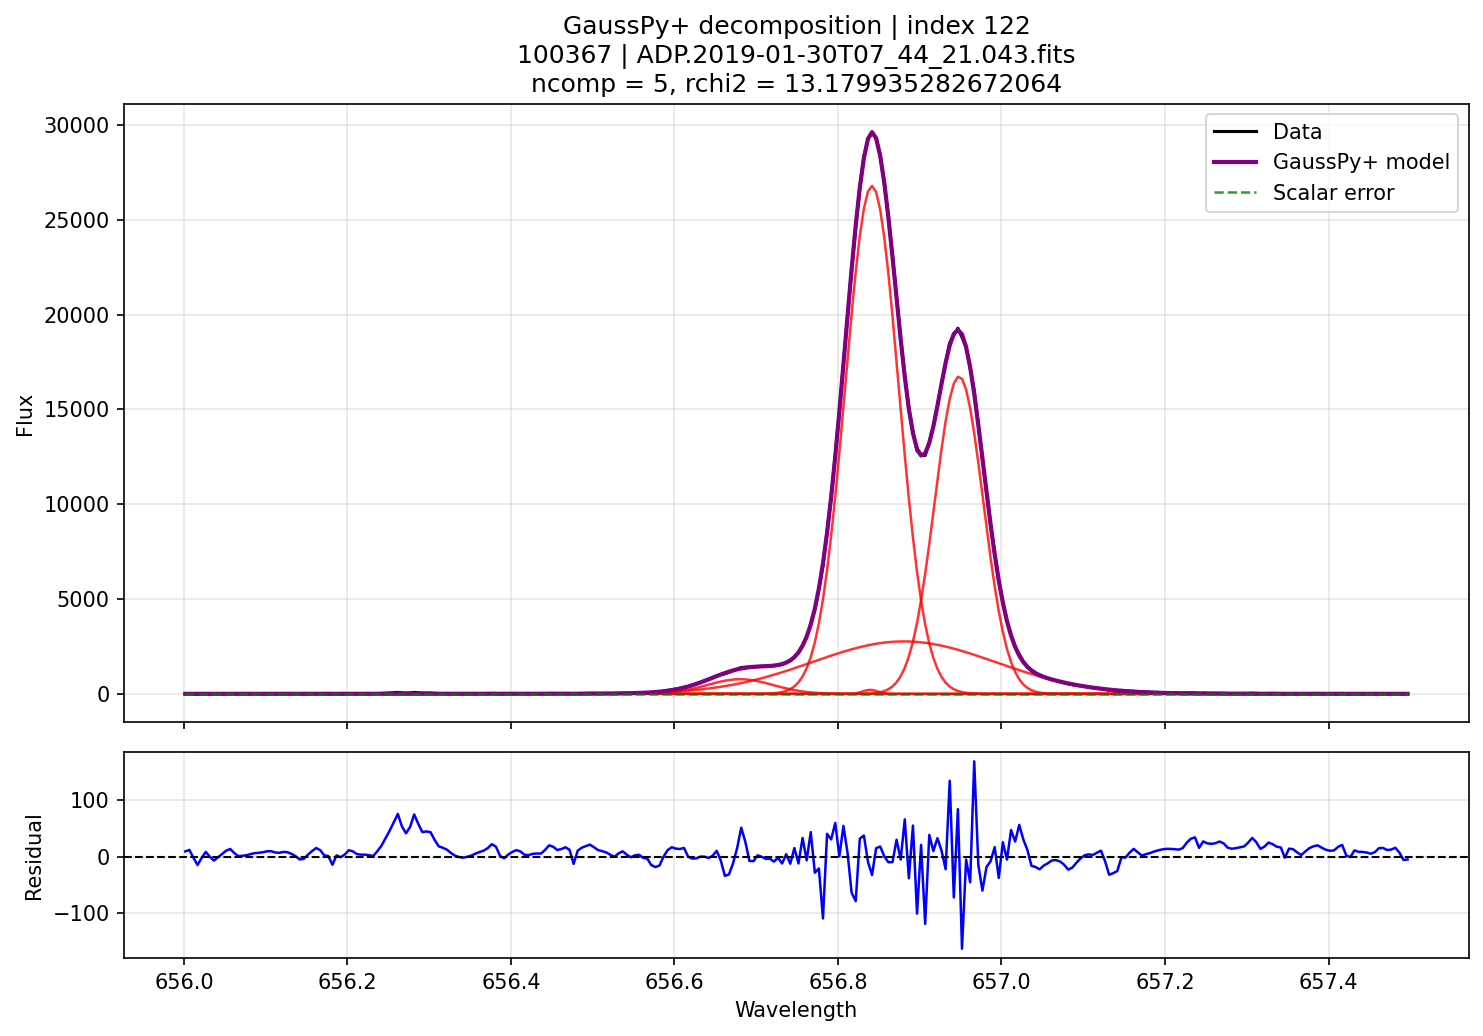 GaussPy+ decomposition | index 122
100367 | ADP.2019-01-30T07_44_21.043.fits
ncomp = 5, rchi2 = 13.179935282672064
30000
25000
20000
15000
10000
5000
0
Flux
Data
GaussPy+ model
Scalar error
100
0
−100
Residual
656.0
656.2
656.4
656.6
656.8
657.0
657.2
657.4
Wavelength